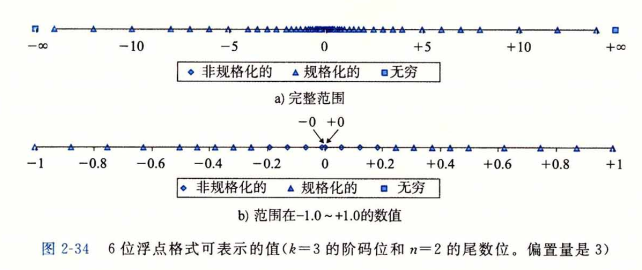 −∞ −10 −5 0 +5 +10 +∞
◆ 非规格化的 ▲ 规格化的 ■ 无穷
a) 完整范围
−0 +0
−1 −0.8 −0.6 −0.4 −0.2 0 +0.2 +0.4 +0.6 +0.8 +1
◆ 非规格化的 ▲ 规格化的 ■ 无穷
b) 范围在−1.0～+1.0的数值
图 2-34 6 位浮点格式可表示的值(k=3 的阶码位和 n=2 的尾数位。偏置量是 3)